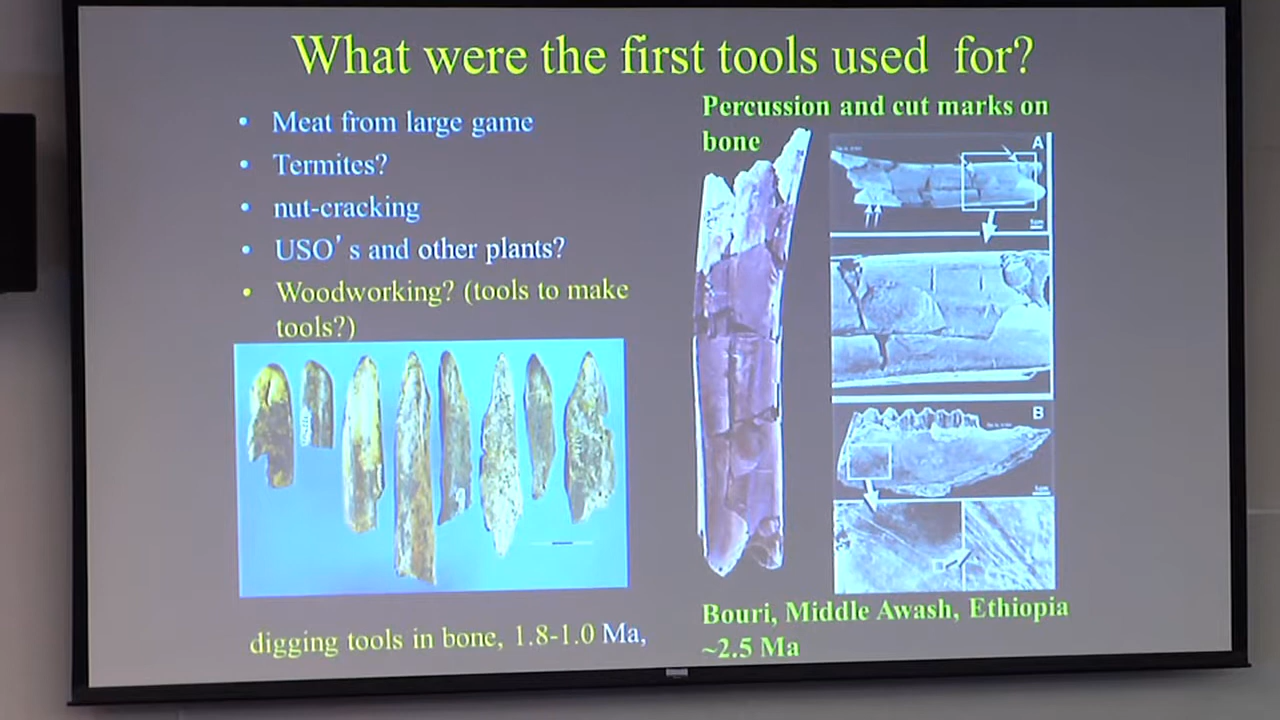 What were the first tools used for?
• Meat from large game
• Termites?
• nut-cracking
• USO's and other plants?
• Woodworking? (tools to make
tools?)
digging tools in bone, 1.8-1.0 Ma,
Percussion and cut marks on
bone
A
B
Bouri, Middle Awash, Ethiopia
~2.5 Ma